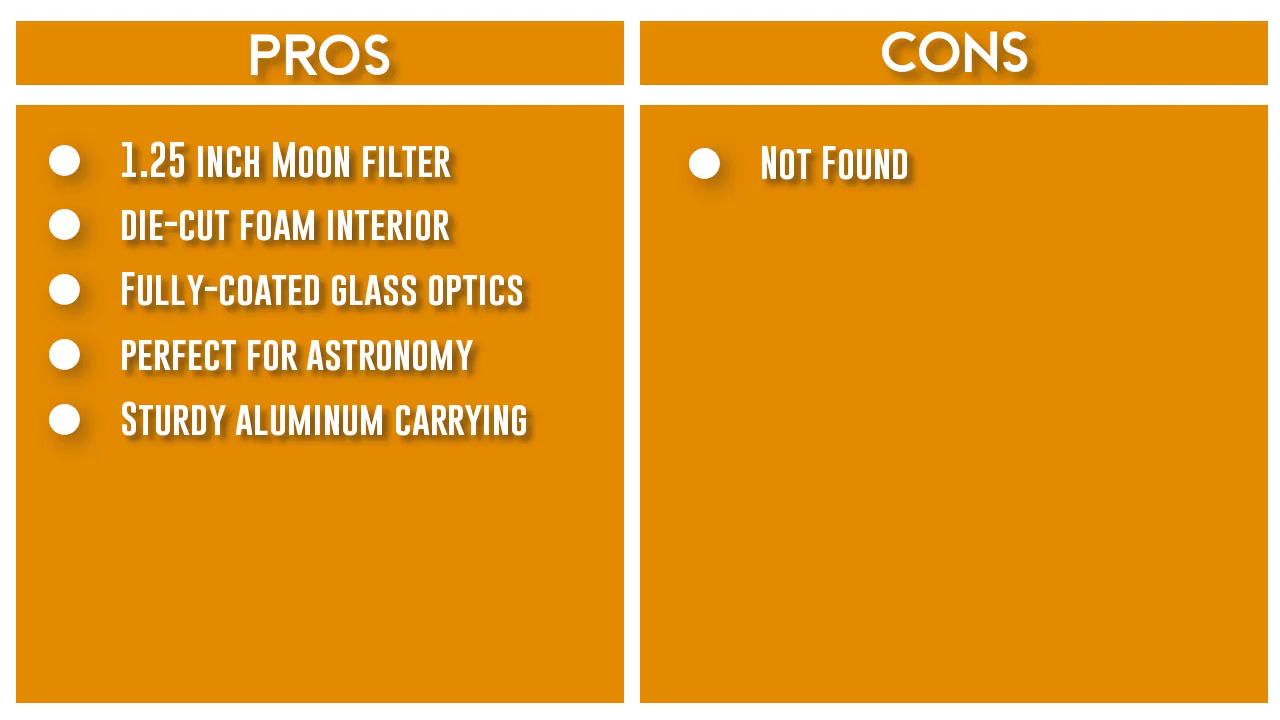 PROS
1.25 inch Moon filter
die-cut foam interior
Fully-coated glass optics
perfect for astronomy
Sturdy aluminum carrying
CONS
Not Found